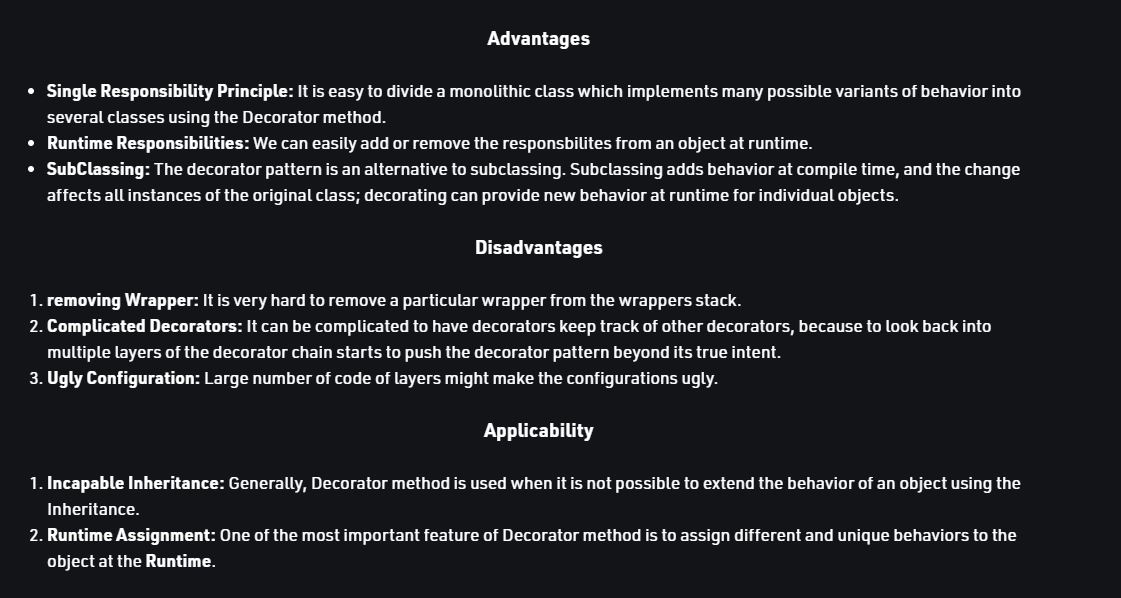 Advantages
• Single Responsibility Principle: It is easy to divide a monolithic class which implements many possible variants of behavior into
several classes using the Decorator method.
• Runtime Responsibilities: We can easily add or remove the responsbilites from an object at runtime.
• SubClassing: The decorator pattern is an alternative to subclassing. Subclassing adds behavior at compile time, and the change
affects all instances of the original class; decorating can provide new behavior at runtime for individual objects.
Disadvantages
1. removing Wrapper: It is very hard to remove a particular wrapper from the wrappers stack.
2. Complicated Decorators: It can be complicated to have decorators keep track of other decorators, because to look back into
multiple layers of the decorator chain starts to push the decorator pattern beyond its true intent.
3. Ugly Configuration: Large number of code of layers might make the configurations ugly.
Applicability
1. Incapable Inheritance: Generally, Decorator method is used when it is not possible to extend the behavior of an object using the
Inheritance.
2. Runtime Assignment: One of the most important feature of Decorator method is to assign different and unique behaviors to the
object at the Runtime.